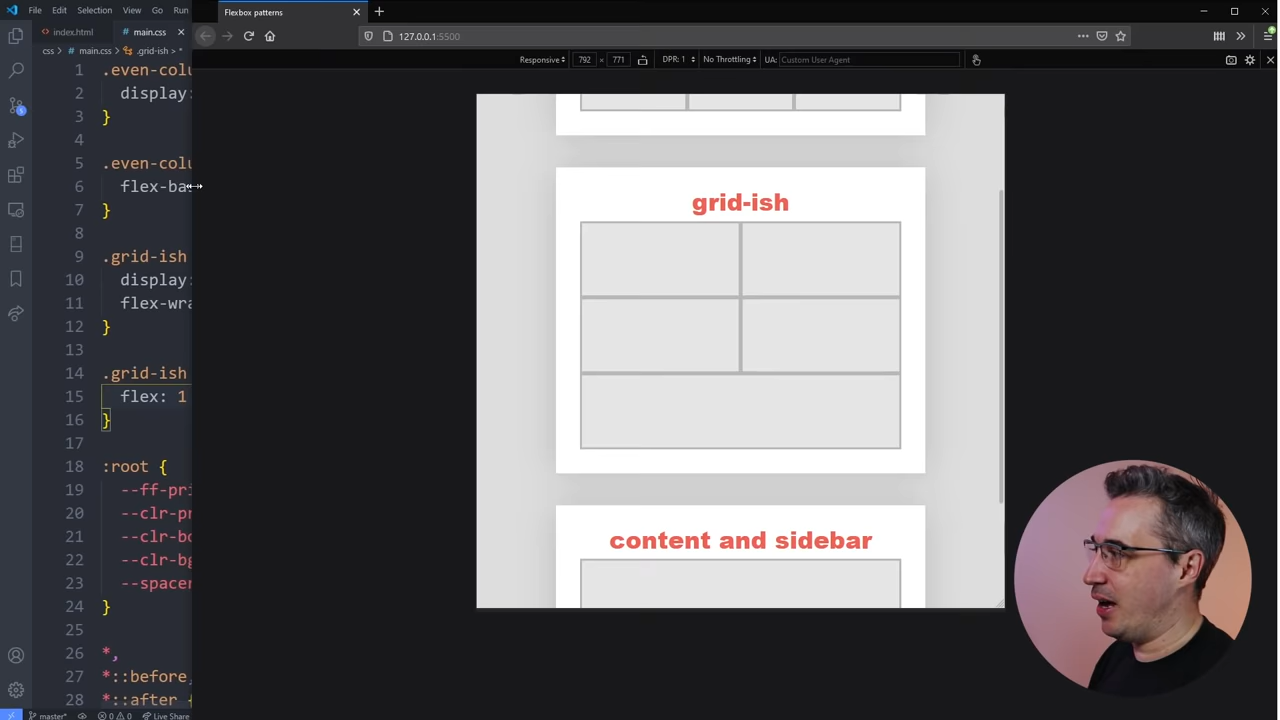 File Edit Selection View Go Run
index.html
main.css
css > main.css > .grid-ish > *
1 .even-colu
2 display:
3 }
4
5 .even-colu
6 flex-ba
7 }
8
9 .grid-ish
10 display:
11 flex-wra
12 }
13
14 .grid-ish
15 flex: 1
16 }
17
18 :root {
19 --ff-pri
20 --clr-pr
21 --clr-bo
22 --clr-bg
23 --spacer
24 }
25
26 *,
27 *::before,
28 *::after {
master* 0 0 Live Share
Flexbox patterns
127.0.0.1:5500
Responsive 792 × 771 DPR: 1 No Throttling UA: Custom User Agent
grid-ish
content and sidebar